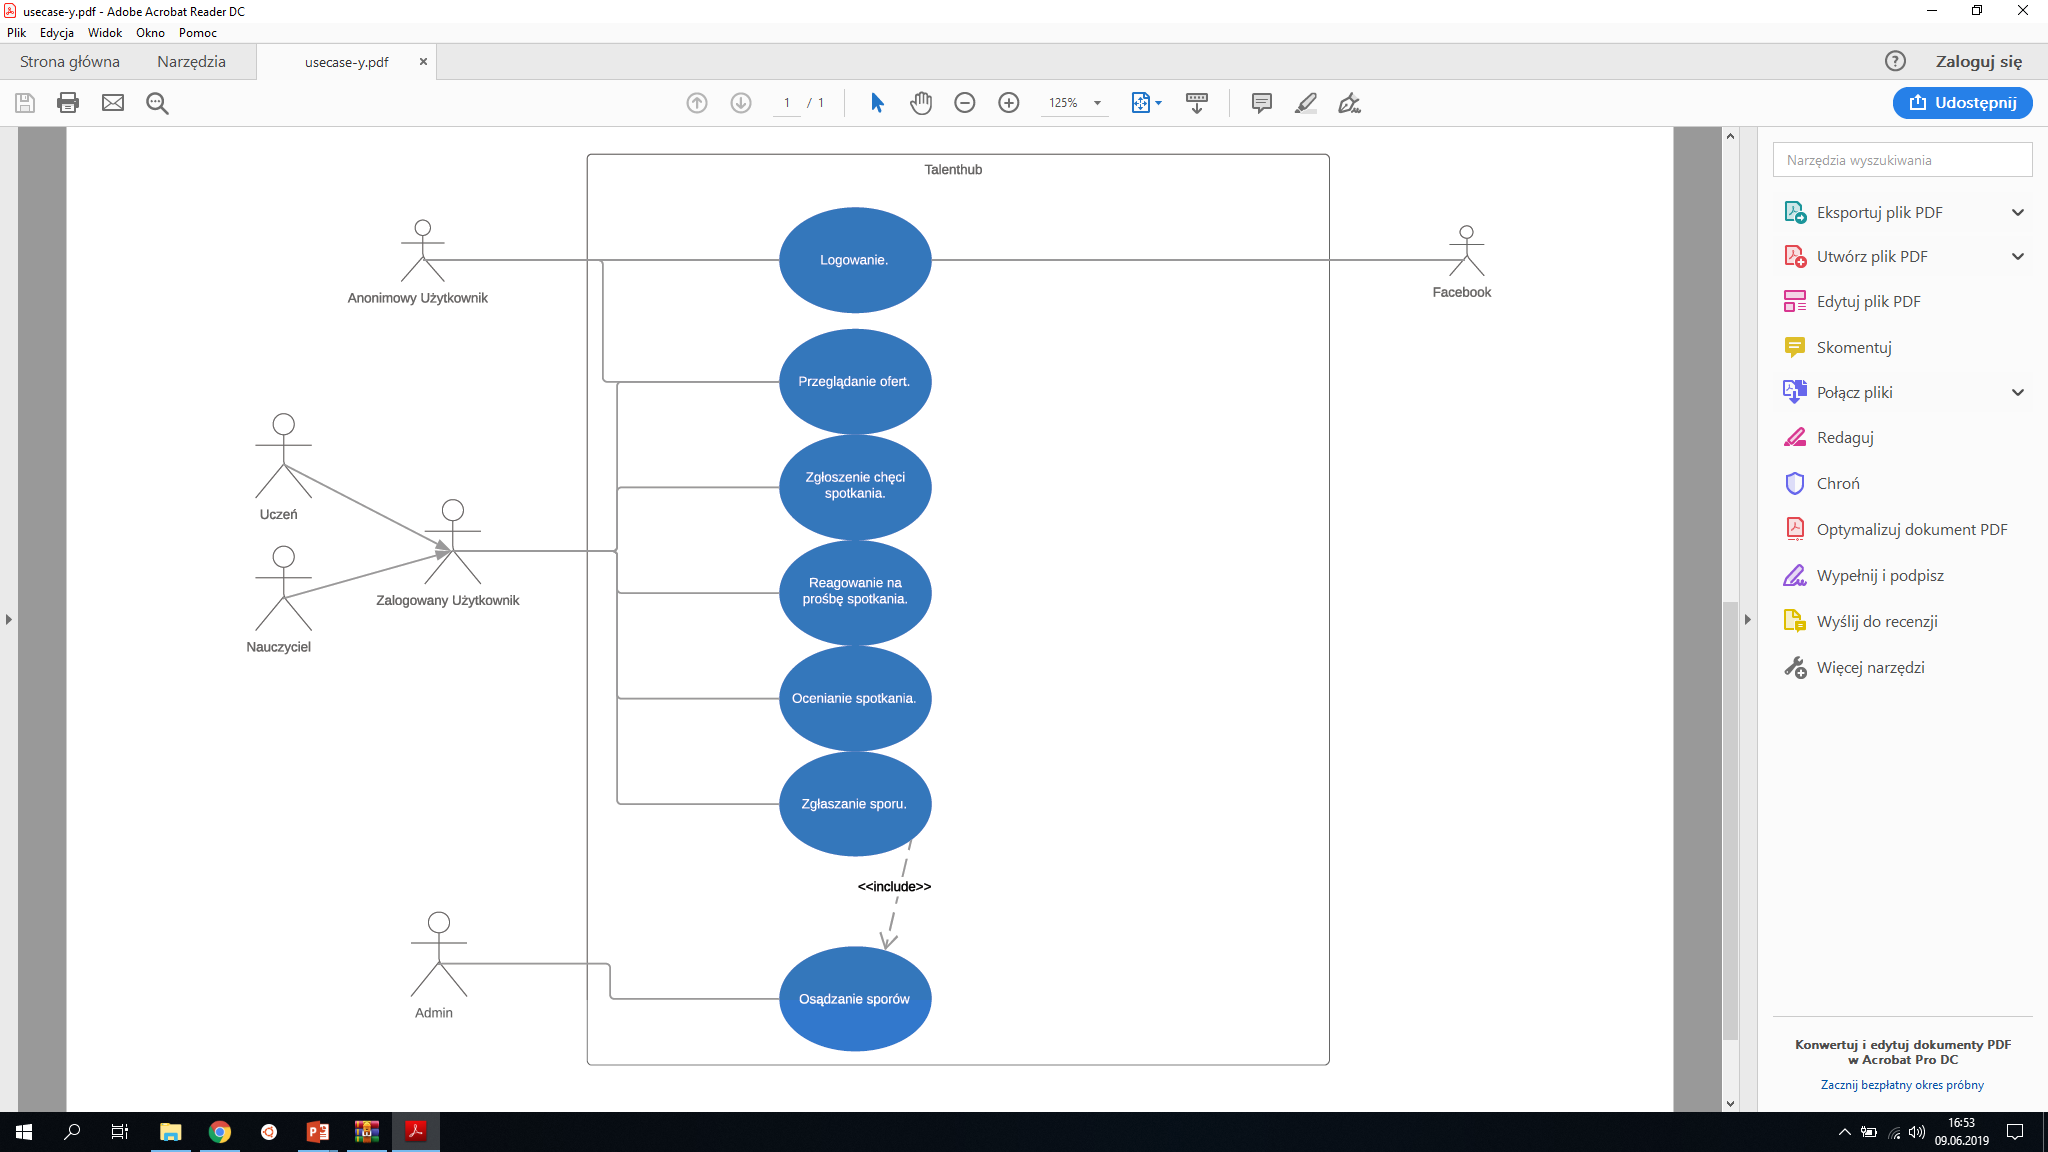 usecase-y.pdf - Adobe Acrobat Reader DC
Plik Edycja Widok Okno Pomoc
Strona główna Narzędzia usecase-y.pdf × ? Zaloguj się
1 / 1 125% Udostępnij
Talenthub
Anonimowy Użytkownik
Logowanie.
Facebook
Przeglądanie ofert.
Uczeń
Zgłoszenie chęci
spotkania.
Nauczyciel
Zalogowany Użytkownik
Reagowanie na
prośbę spotkania.
Ocenianie spotkania.
Zgłaszanie sporu.
<<include>>
Admin
Osądzanie sporów
Narzędzia wyszukiwania
Eksportuj plik PDF
Utwórz plik PDF
Edytuj plik PDF
Skomentuj
Połącz pliki
Redaguj
Chroń
Optymalizuj dokument PDF
Wypełnij i podpisz
Wyślij do recenzji
Więcej narzędzi
Konwertuj i edytuj dokumenty PDF
w Acrobat Pro DC
Zacznij bezpłatny okres próbny
16:53
09.06.2019